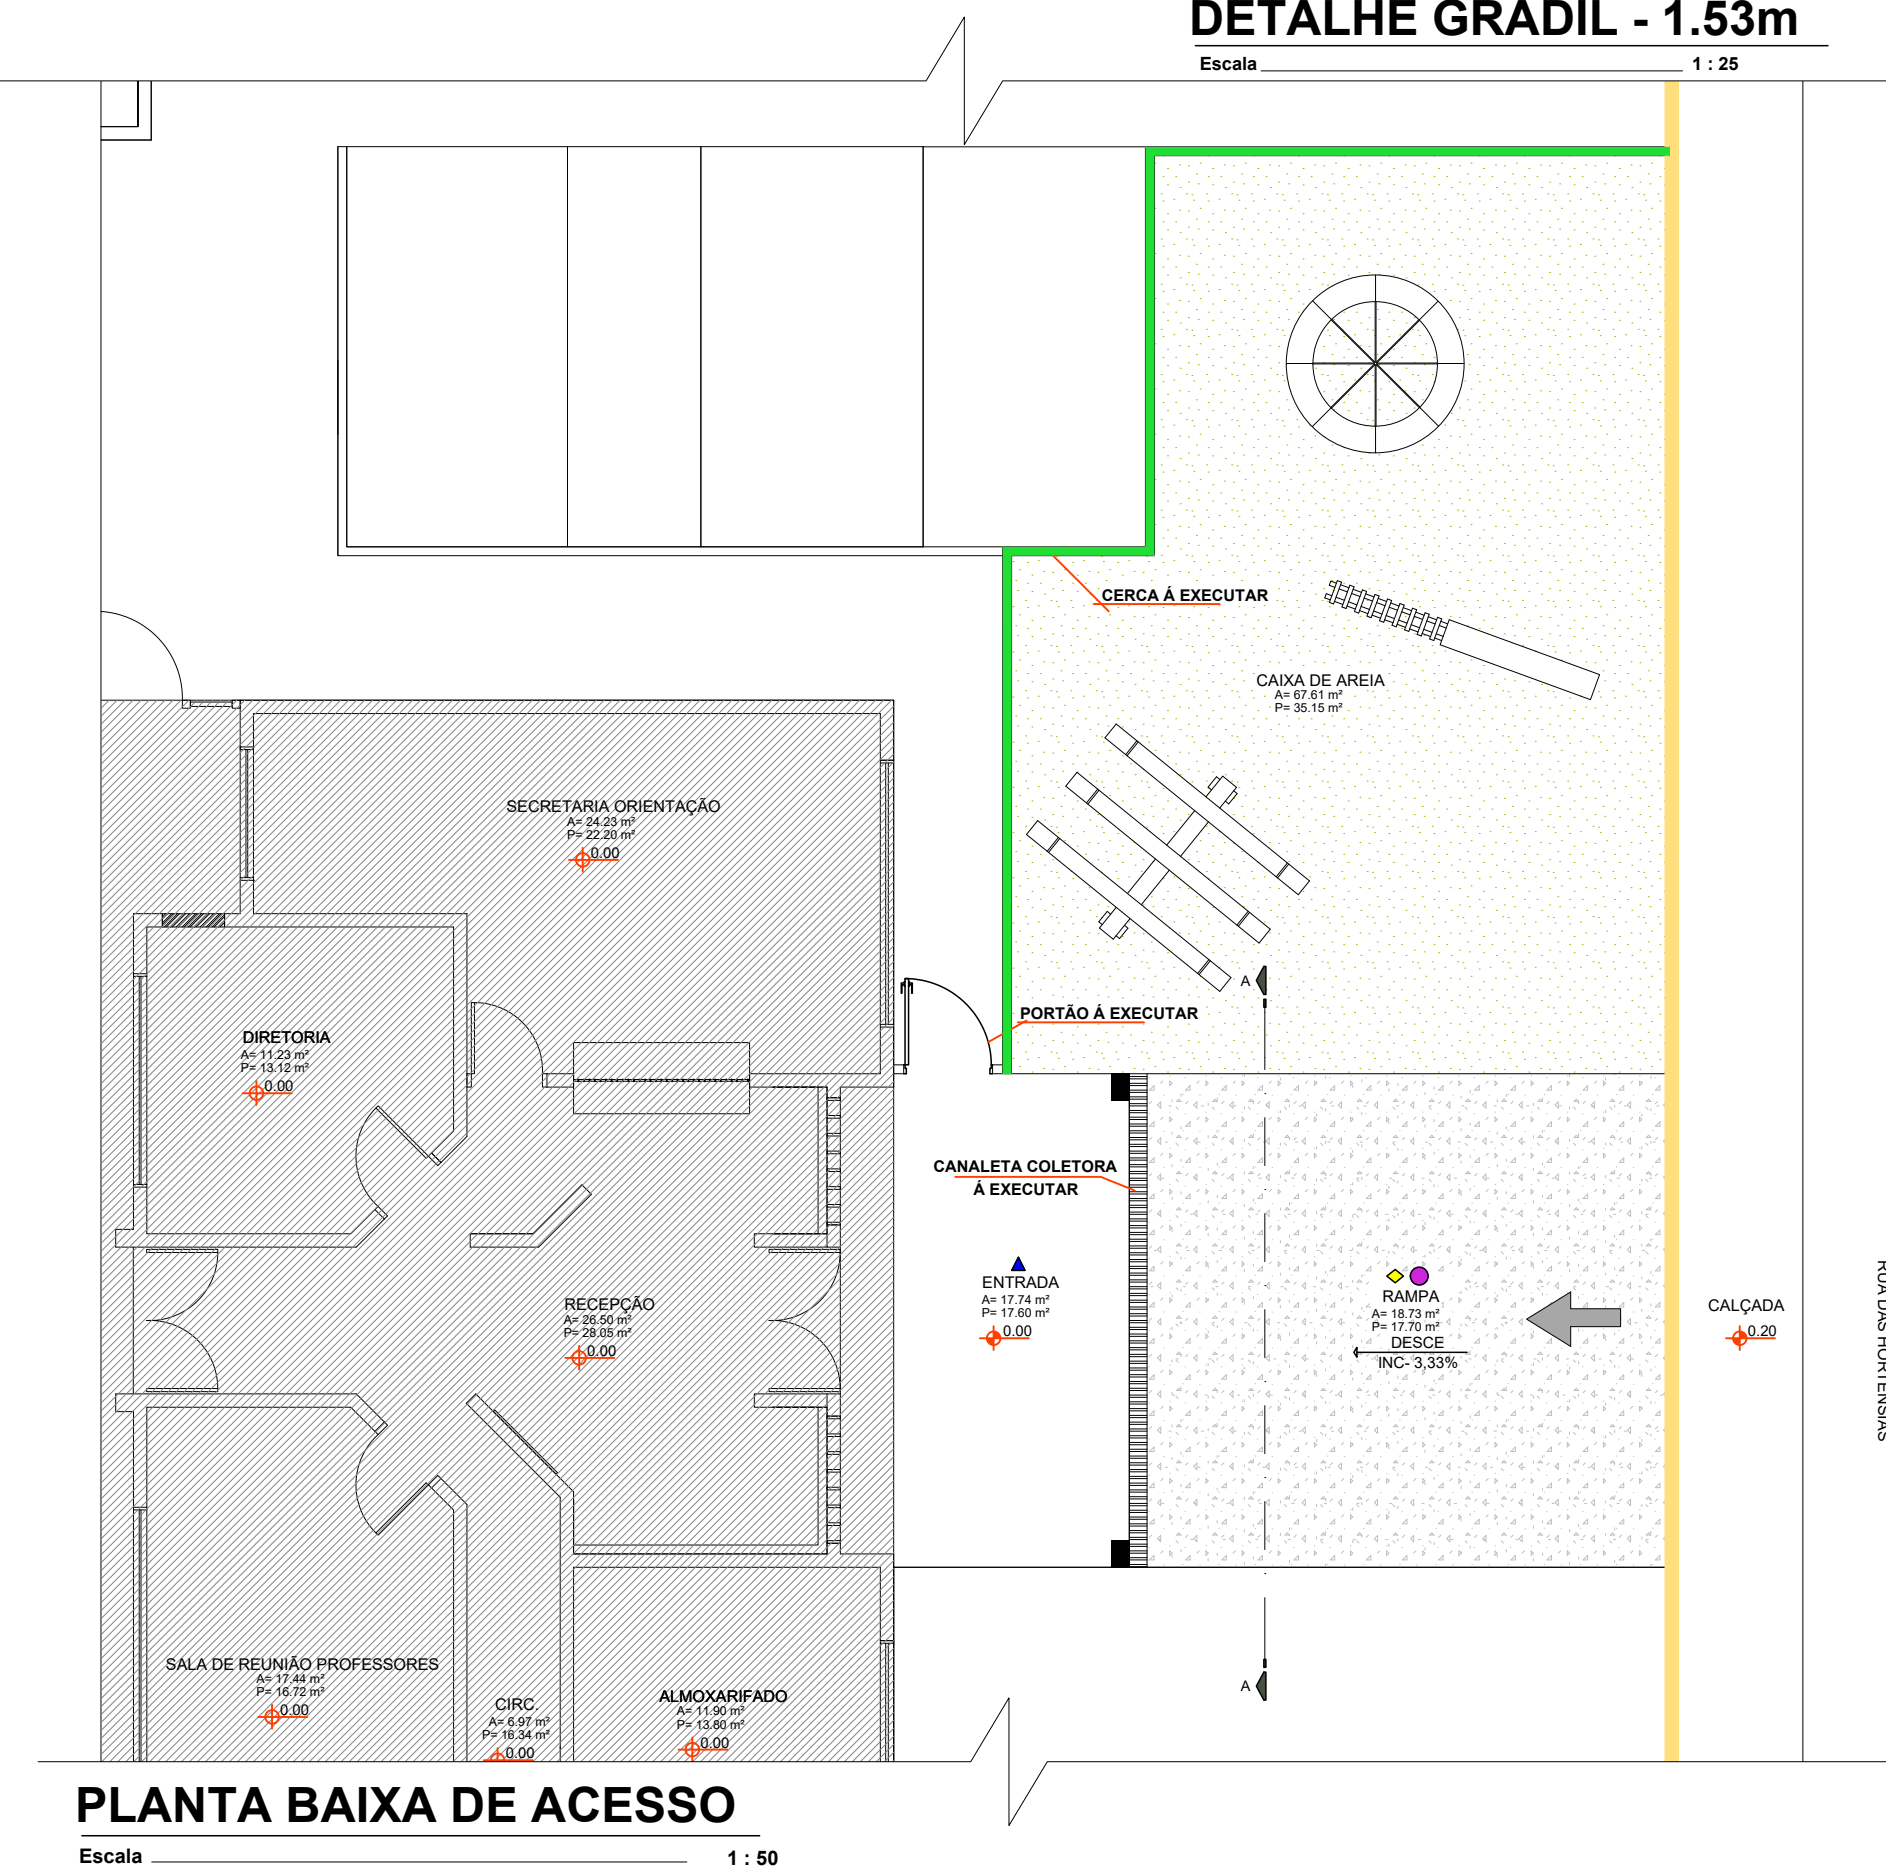 DETALHE GRADIL - 1.53m
Escala 1 : 25
CERCA Á EXECUTAR
CAIXA DE AREIA
A= 67.61 m²
P= 35.15 m²
SECRETARIA ORIENTAÇÃO
A= 24.23 m²
P= 22.20 m²
0.00
A
PORTÃO Á EXECUTAR
DIRETORIA
A= 11.23 m²
P= 13.12 m²
0.00
CANALETA COLETORA
Á EXECUTAR
ENTRADA
A= 17.74 m²
P= 17.60 m²
0.00
RAMPA
A= 18.73 m²
P= 17.70 m²
DESCE
INC- 3,33%
CALÇADA
0.20
RUA DAS HORTENSIAS
RECEPÇÃO
A= 26.50 m²
P= 28.05 m²
0.00
SALA DE REUNIÃO PROFESSORES
A= 17.44 m²
P= 16.72 m²
0.00
CIRC.
A= 6.97 m²
P= 16.34 m²
0.00
ALMOXARIFADO
A= 11.90 m²
P= 13.80 m²
0.00
A
PLANTA BAIXA DE ACESSO
Escala 1 : 50